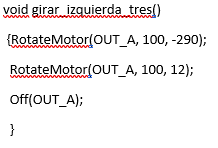 void girar_izquierda_tres()
{RotateMotor(OUT_A, 100, -290);
RotateMotor(OUT_A, 100, 12);
Off(OUT_A);
}